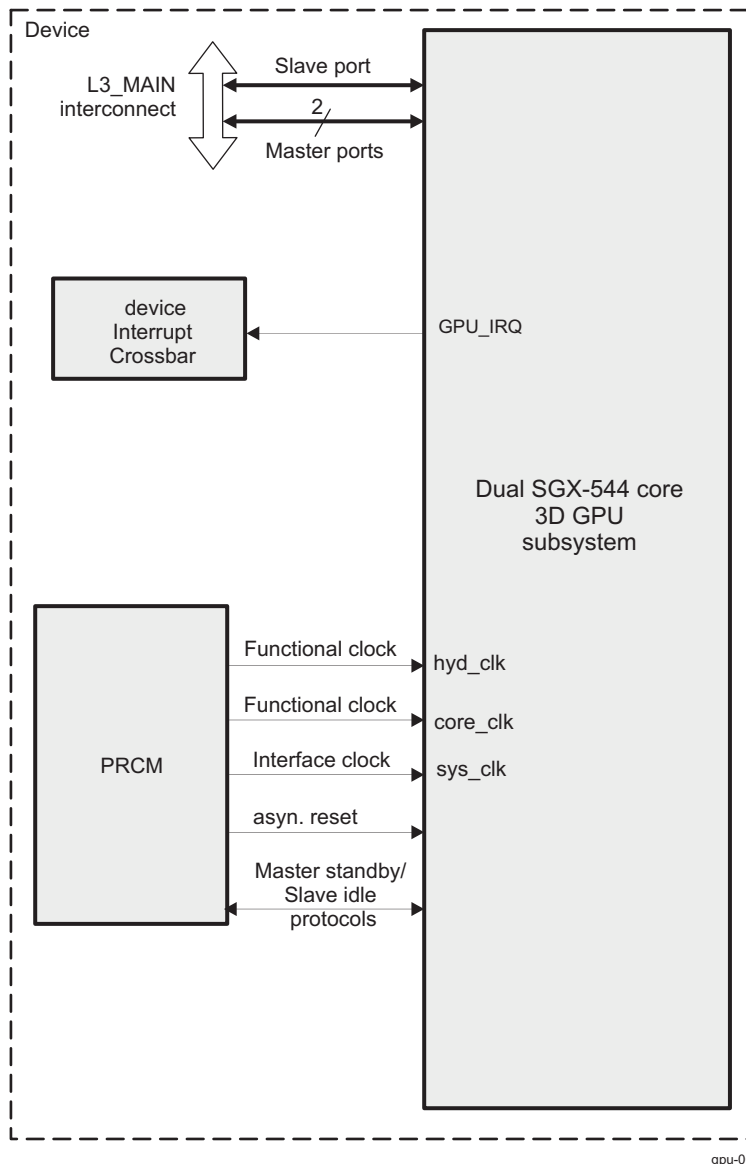 Device
Slave port
L3_MAIN
interconnect
2
Master ports
device
Interrupt
Crossbar
GPU_IRQ
Dual SGX-544 core
3D GPU
subsystem
Functional clock
hyd_clk
Functional clock
core_clk
PRCM
Interface clock
sys_clk
asyn. reset
Master standby/
Slave idle
protocols